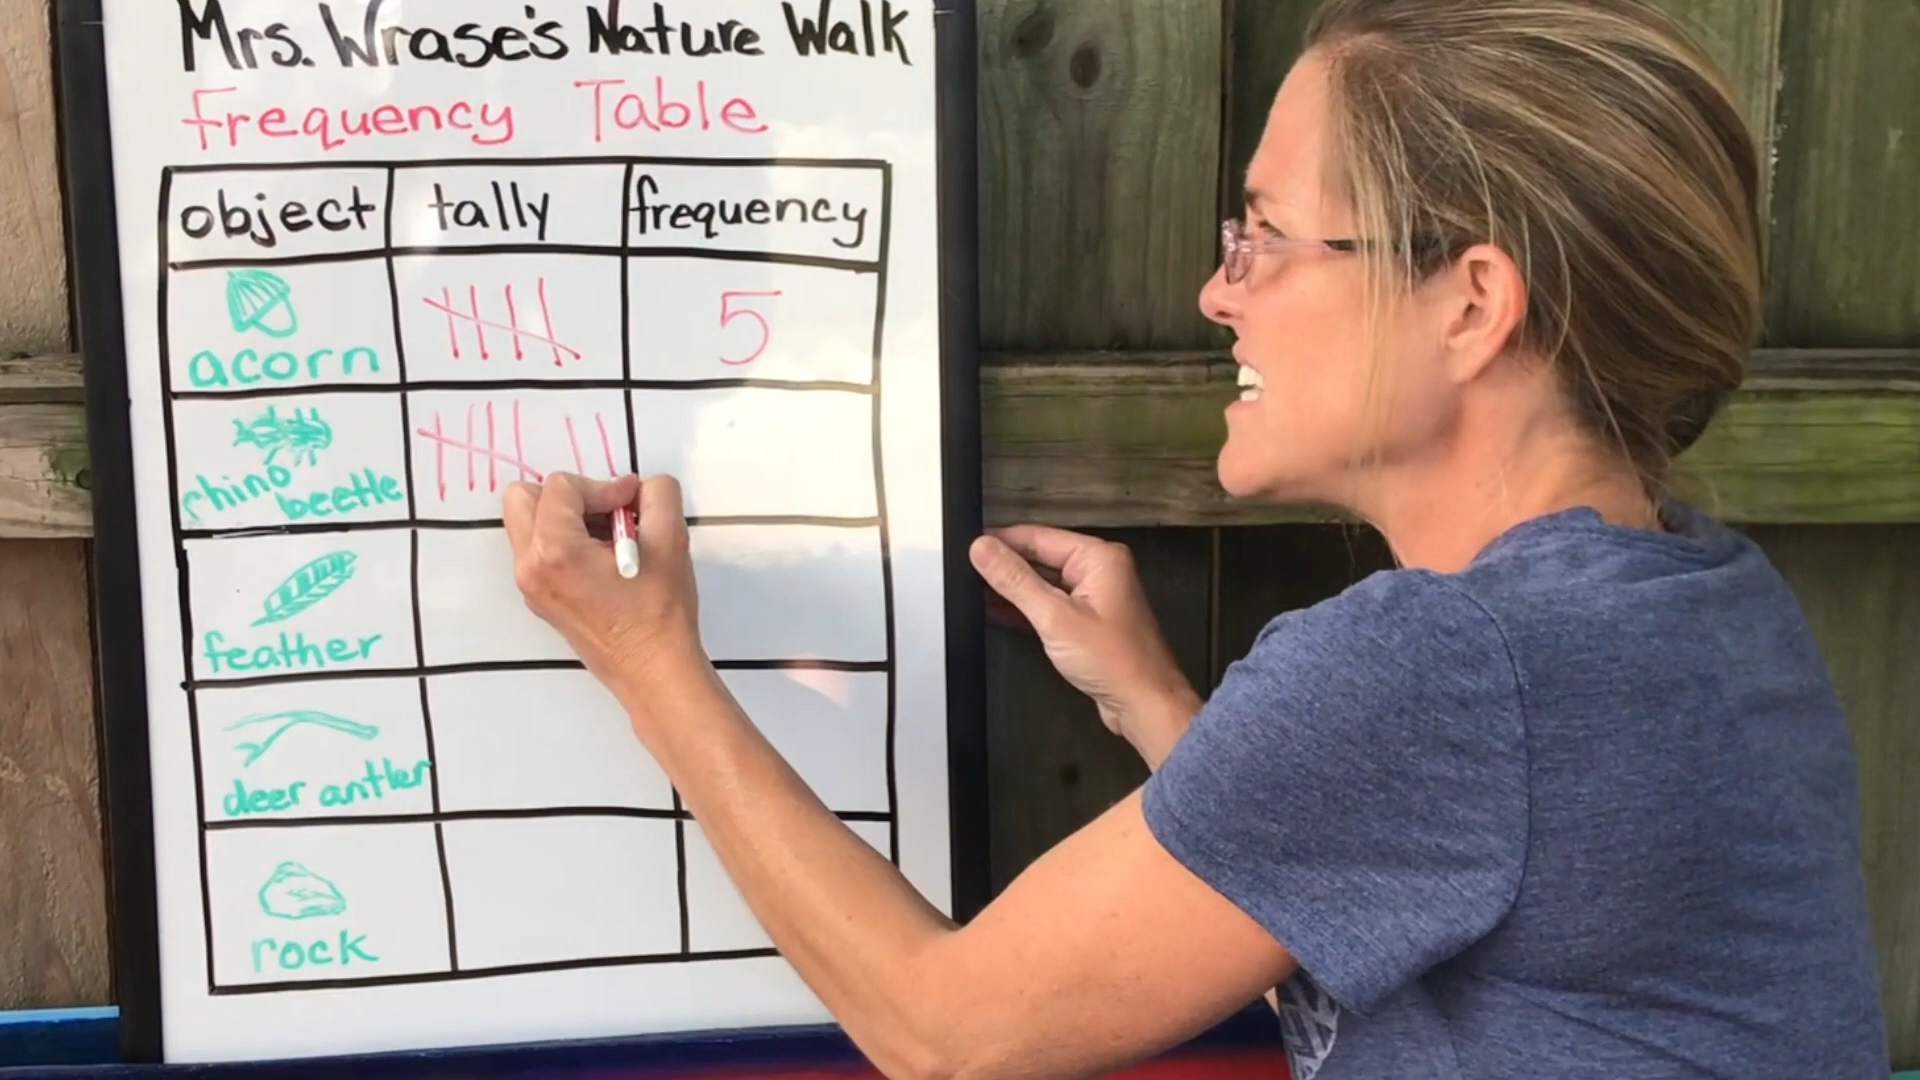 Mrs. Wrase's Nature Walk
Frequency Table
object tally frequency
acorn 5
rhino beetle
feather
deer antler
rock